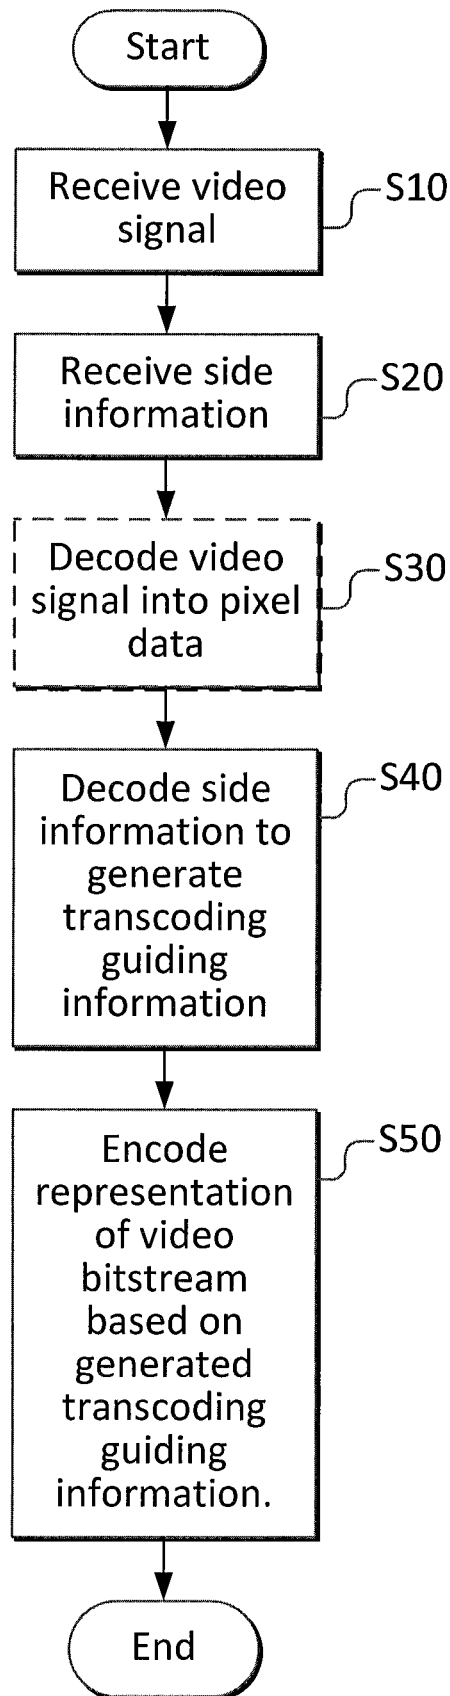 Start
Receive video
signal
S10
Receive side
information
S20
Decode video
signal into pixel
data
S30
Decode side
information to
generate
transcoding
guiding
information
S40
Encode
representation
of video
bitstream
based on
generated
transcoding
guiding
information.
S50
End